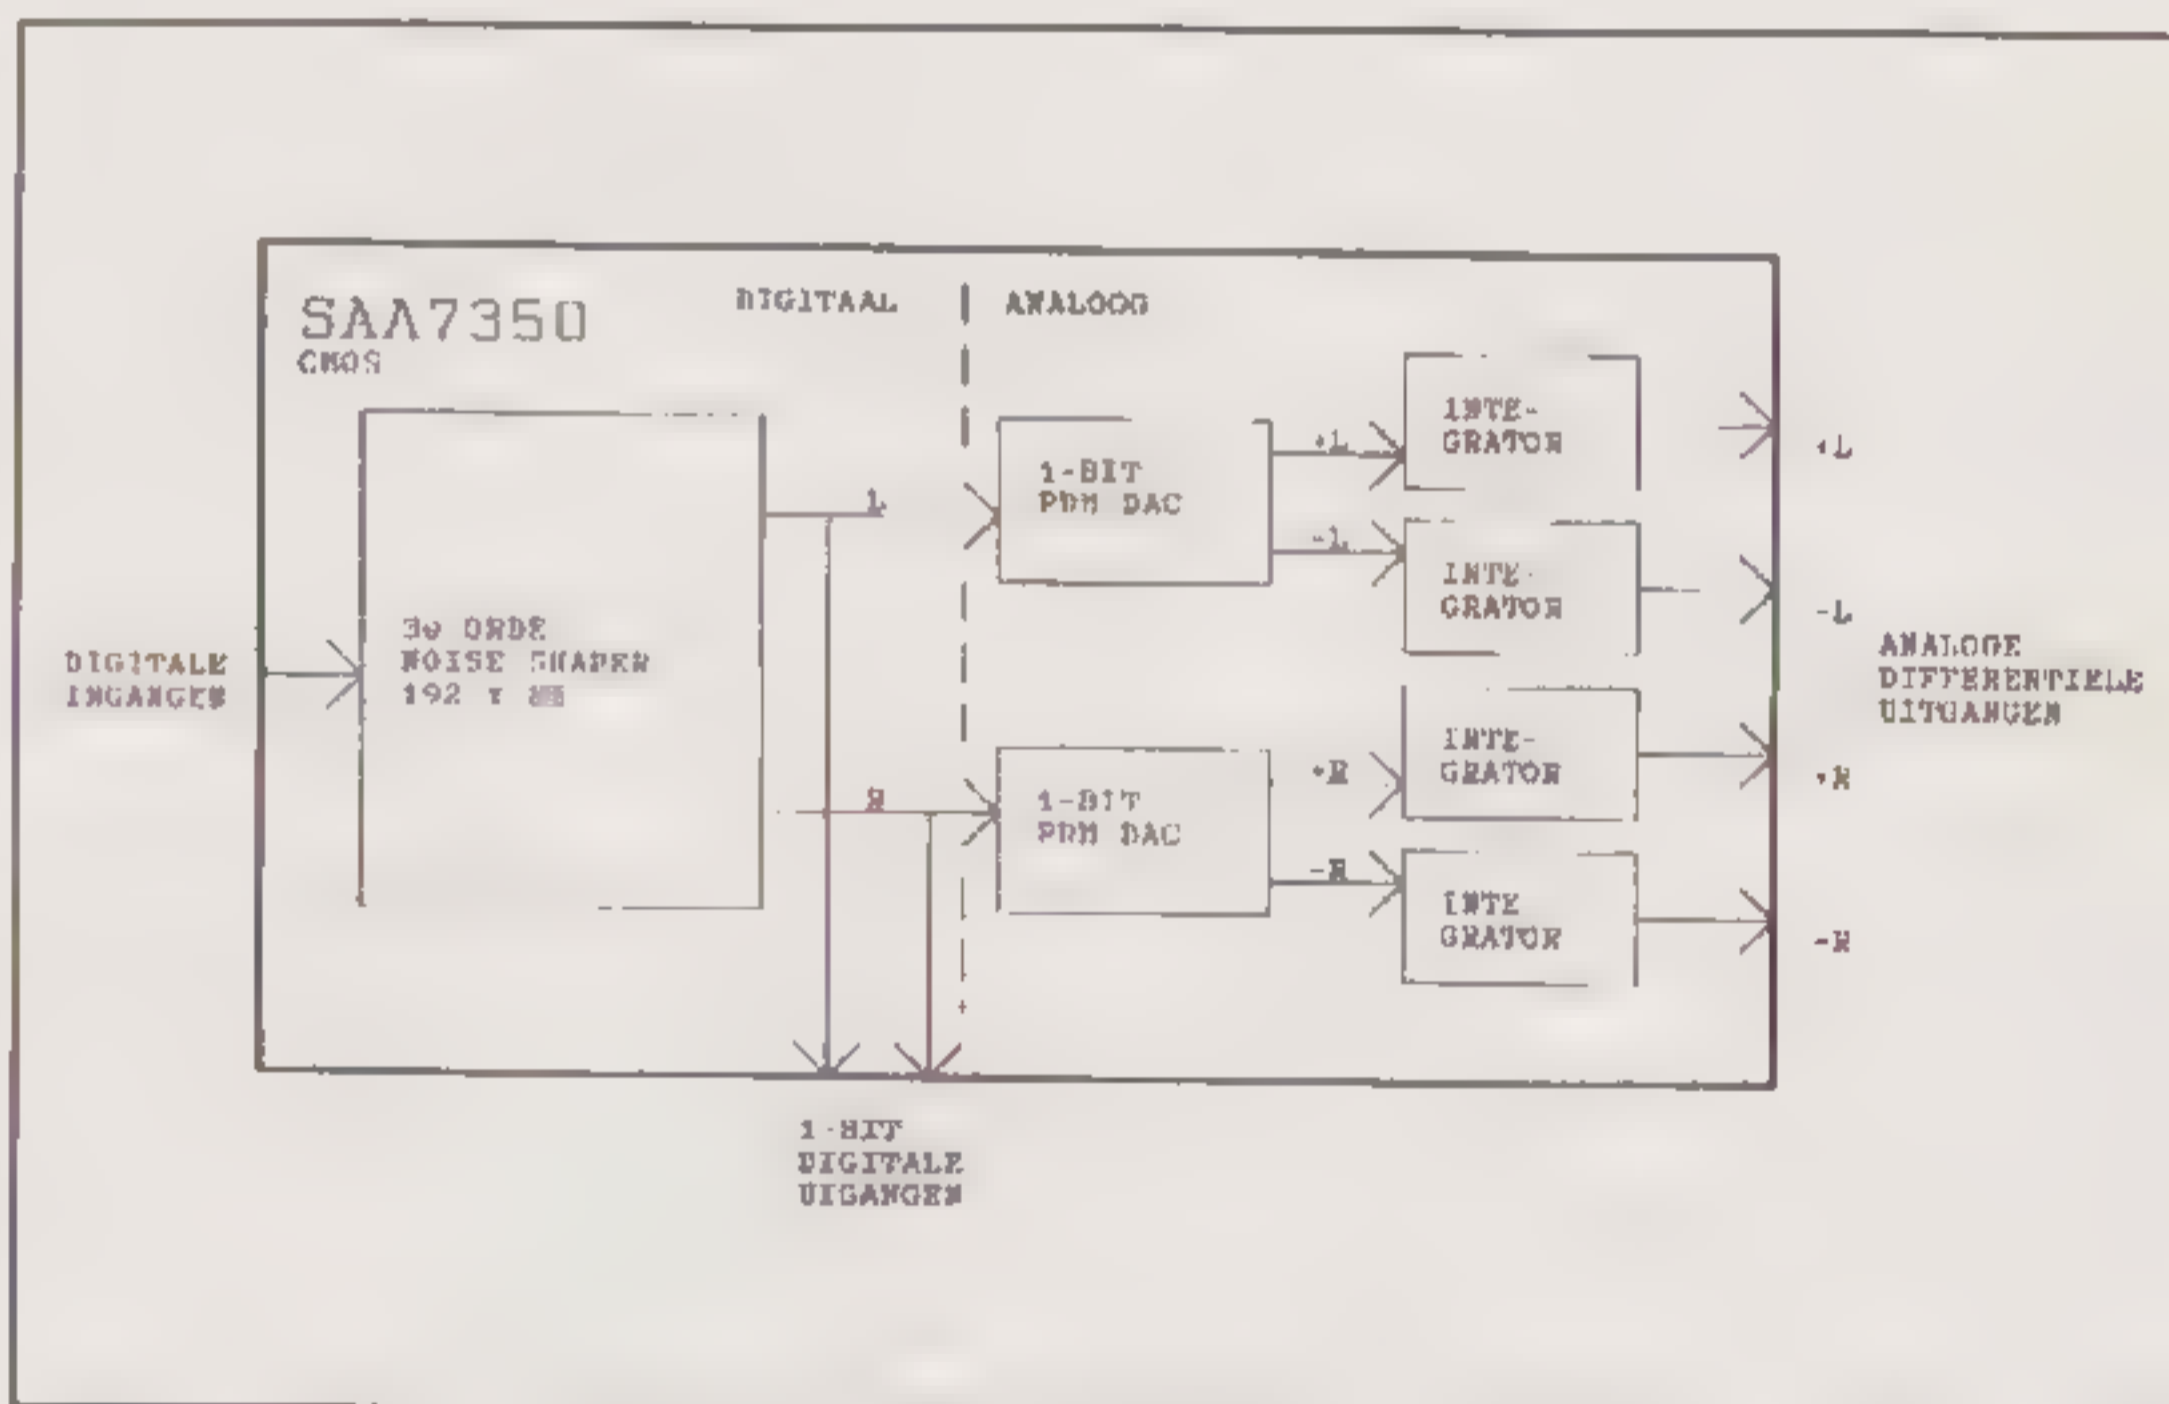 SAA7350
CMOS
DIGITAAL
ANALOOG
DIGITALE
INGANGEN
3e ORDE
NOISE SHAPER
192 x
L
R
1-BIT
PDM DAC
1-BIT
PDM DAC
+L
-L
+R
-R
INTE-
GRATOR
INTE-
GRATOR
INTE-
GRATOR
INTE
GRATOR
+L
-L
+R
-R
ANALOGE
DIFFERENTIELE
UITGANGEN
1-BIT
DIGITALE
UIGANGEN